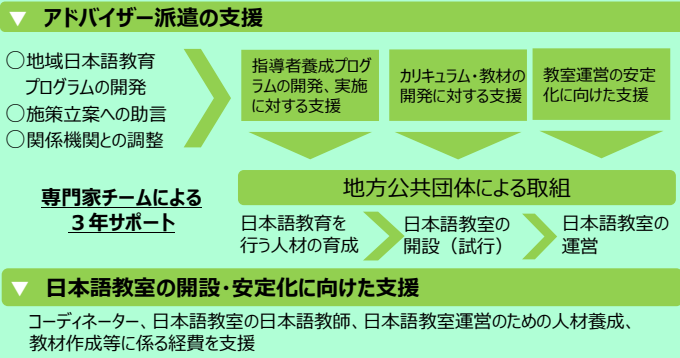 ▼ アドバイザー派遣の支援
○地域日本語教育
プログラムの開発
○施策立案への助言
○関係機関との調整
指導者養成プログ
ラムの開発、実施
に対する支援
カリキュラム・教材の
開発に対する支援
教室運営の安定
化に向けた支援
専門家チームによる
3年サポート
地方公共団体による取組
日本語教育を
行う人材の育成
日本語教室の
開設（試行）
日本語教室の
運営
▼ 日本語教室の開設・安定化に向けた支援
コーディネーター、日本語教室の日本語教師、日本語教室運営のための人材養成、
教材作成等に係る経費を支援